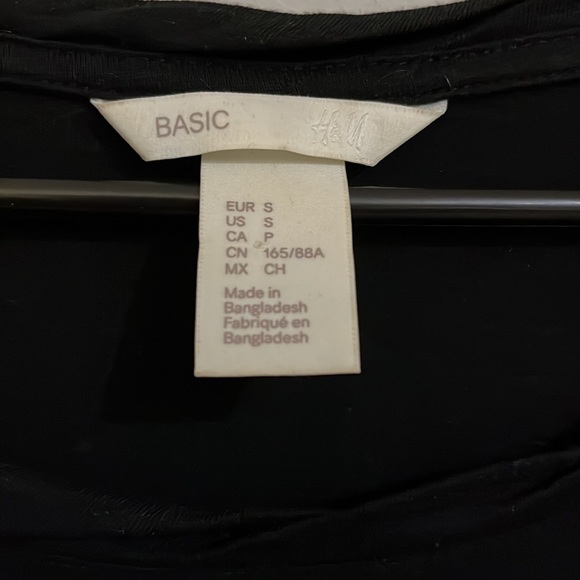 BASIC H&M
EUR S
US S
CA P
CN 165/88A
MX CH
Made in
Bangladesh
Fabriqué en
Bangladesh